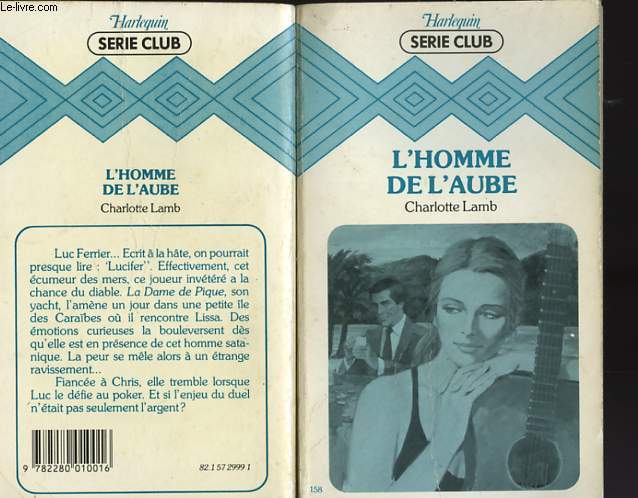 Le-livre.com
Harlequin
SERIE CLUB
L'HOMME
DE L'AUBE
Charlotte Lamb
Luc Ferrier... Ecrit à la hâte, on pourrait
presque lire : 'Lucifer''. Effectivement, cet
écumeur des mers, ce joueur invétéré a la
chance du diable. La Dame de Pique, son
yacht, l'amène un jour dans une petite île
des Caraïbes où il rencontre Lissa. Des
émotions curieuses la bouleversent dès
qu'elle est en présence de cet homme sata-
nique. La peur se mêle alors à un étrange
ravissement...
Fiancée à Chris, elle tremble lorsque
Luc le défie au poker. Et si l'enjeu du duel
n'était pas seulement l'argent?
9 782280 010016
82.1 57 2999 1
Harlequin
SERIE CLUB
L'HOMME
DE L'AUBE
Charlotte Lamb
158